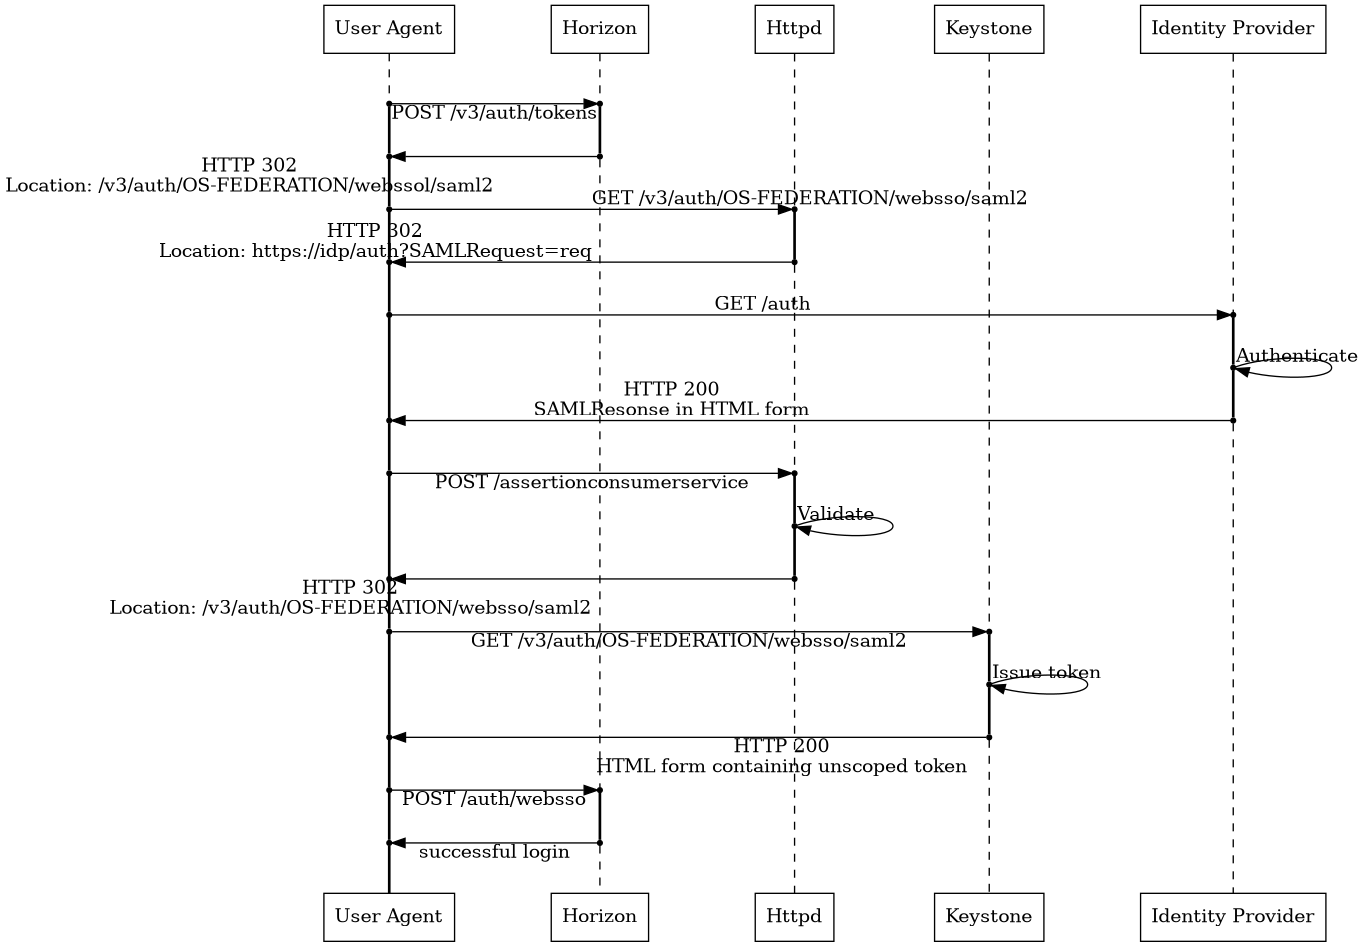 User Agent
Horizon
Httpd
Keystone
Identity Provider
POST /v3/auth/tokens
HTTP 302
Location: /v3/auth/OS-FEDERATION/webssol/saml2
GET /v3/auth/OS-FEDERATION/websso/saml2
HTTP 302
Location: https://idp/auth?SAMLRequest=req
GET /auth
Authenticate
HTTP 200
SAMLResonse in HTML form
POST /assertionconsumerservice
Validate
HTTP 302
Location: /v3/auth/OS-FEDERATION/websso/saml2
GET /v3/auth/OS-FEDERATION/websso/saml2
Issue token
HTTP 200
HTML form containing unscoped token
POST /auth/websso
successful login
User Agent
Horizon
Httpd
Keystone
Identity Provider